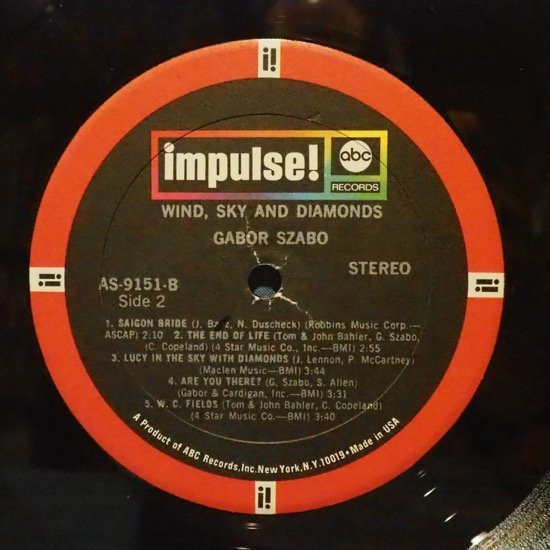 i!
impulse! abc
RECORDS
WIND, SKY AND DIAMONDS
GABOR SZABO
STEREO
AS-9151-B
Side 2
i!
i!
1. SAIGON BRIDE (J. Baez, N. Duscheck) (Robbins Music Corp.—
ASCAP) 2:10 2. THE END OF LIFE (Tom & John Bahler, G. Szabo,
C. Copeland) (4 Star Music Co., Inc.—BMI) 2:55
3. LUCY IN THE SKY WITH DIAMONDS (J. Lennon, P. McCartney)
(Maclen Music—BMI) 3:44
4. ARE YOU THERE? (G. Szabo, S. Allen)
(Gabor & Cardigan, Inc.—BMI) 3:31
5. W. C. FIELDS (Tom & John Bahler, C. Copeland)
(4 Star Music Co.—BMI) 3:40
A Product of ABC Records, Inc. New York, N.Y. 10019 • Made in USA
i!